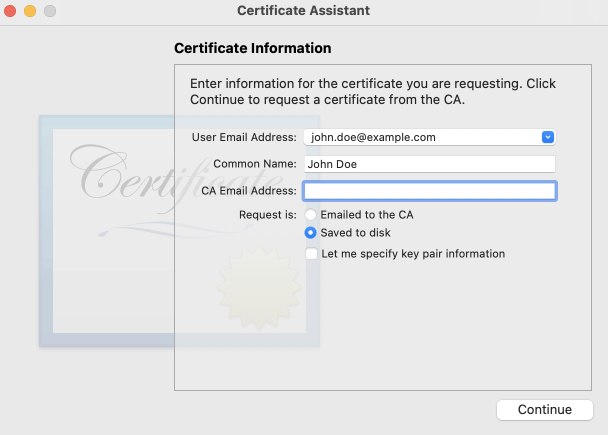 Certificate Assistant
Certificate Information
Enter information for the certificate you are requesting. Click
Continue to request a certificate from the CA.
Certificate
User Email Address: john.doe@example.com
Common Name: John Doe
CA Email Address:
Request is: Emailed to the CA
Saved to disk
Let me specify key pair information
Continue